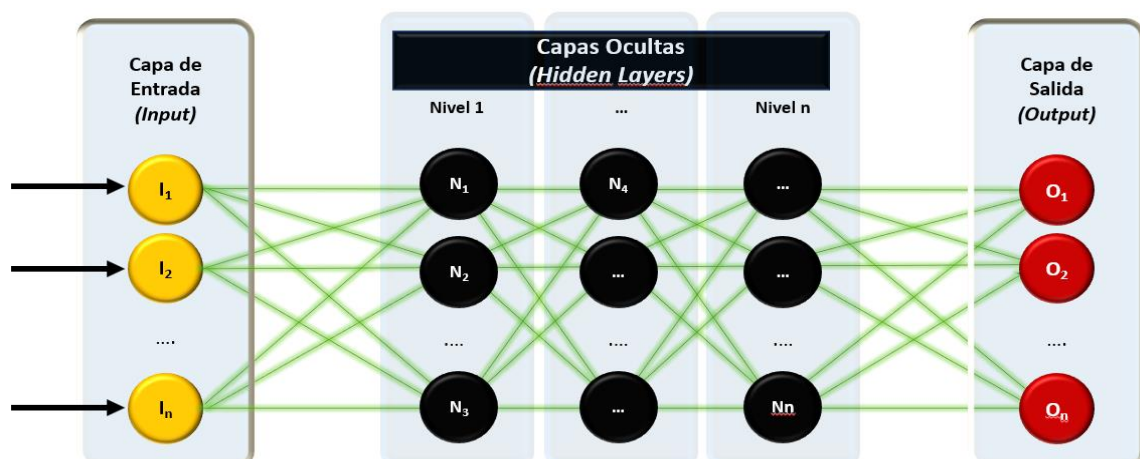 Capa de
Entrada
(Input)
I1
I2
....
In
Capas Ocultas
(Hidden Layers)
Nivel 1
...
Nivel n
N1
N4
...
N2
...
...
.....
.....
.....
N3
...
Nn
Capa de
Salida
(Output)
O1
O2
....
On